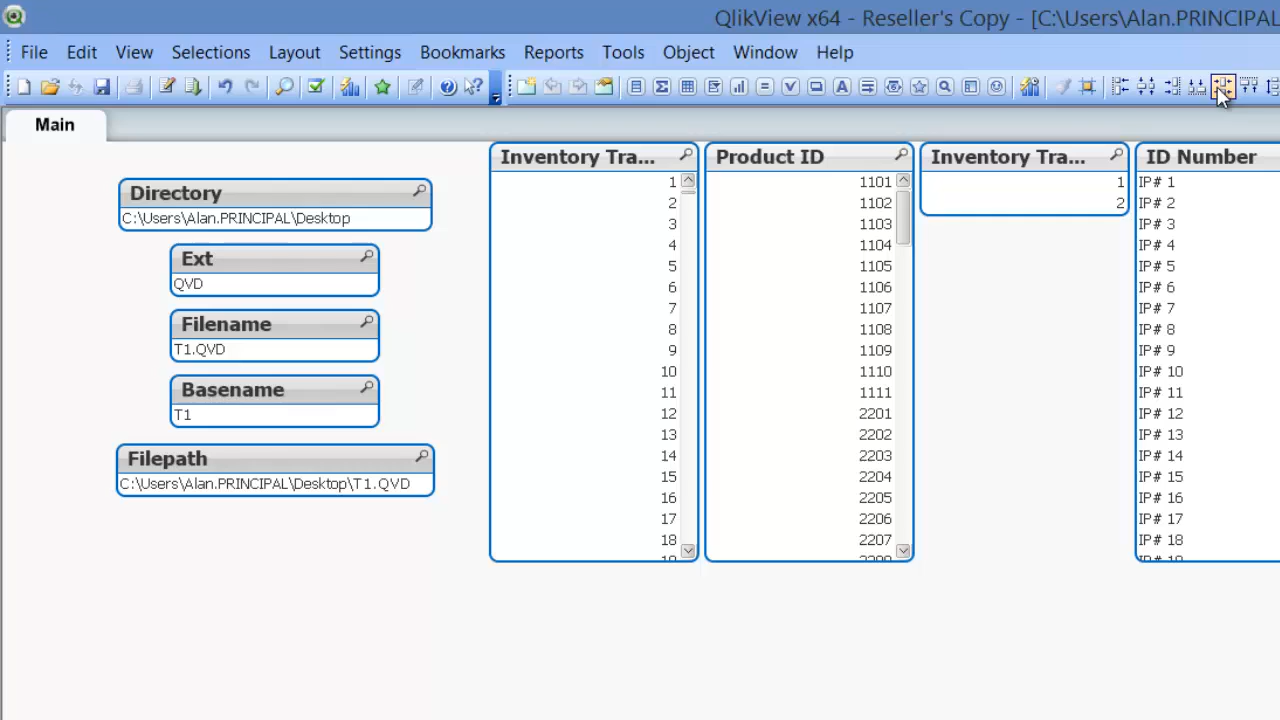 QlikView x64 - Reseller's Copy - [C:\Users\Alan.PRINCIPAL
File Edit View Selections Layout Settings Bookmarks Reports Tools Object Window Help
Main
Directory
C:\Users\Alan.PRINCIPAL\Desktop
Ext
QVD
Filename
T1.QVD
Basename
T1
Filepath
C:\Users\Alan.PRINCIPAL\Desktop\T1.QVD
Inventory Tra...
1
2
3
4
5
6
7
8
9
10
11
12
13
14
15
16
17
18
19
Product ID
1101
1102
1103
1104
1105
1106
1107
1108
1109
1110
1111
2201
2202
2203
2204
2205
2206
2207
2208
Inventory Tra...
1
2
ID Number
IP# 1
IP# 2
IP# 3
IP# 4
IP# 5
IP# 6
IP# 7
IP# 8
IP# 9
IP# 10
IP# 11
IP# 12
IP# 13
IP# 14
IP# 15
IP# 16
IP# 17
IP# 18
IP# 19